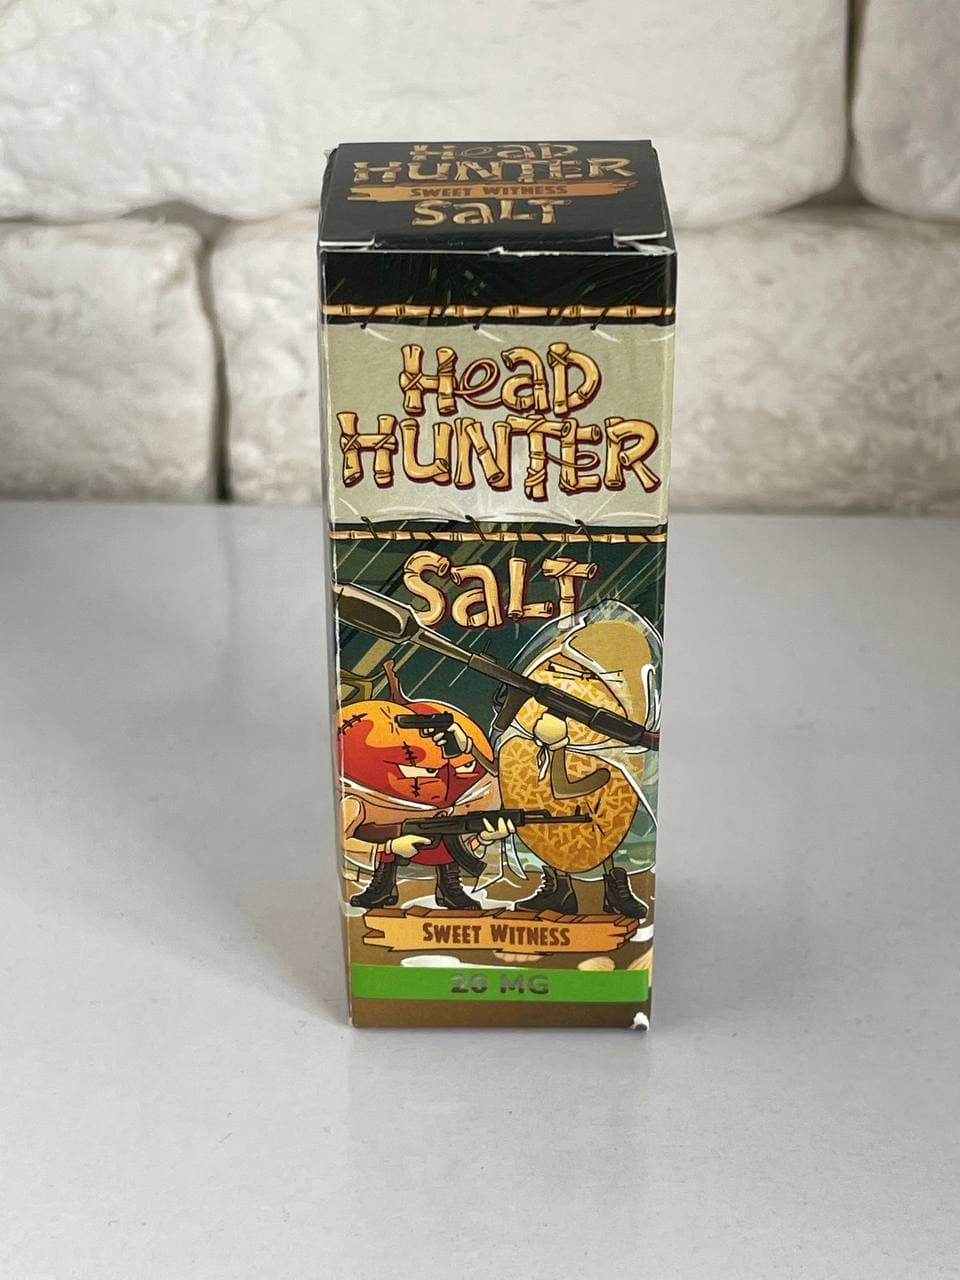 HeaD
HUNTER
SWEET WITNESS
SaLT
HeaD
HUNTER
SaLT
SWEET WITNESS
20 MG